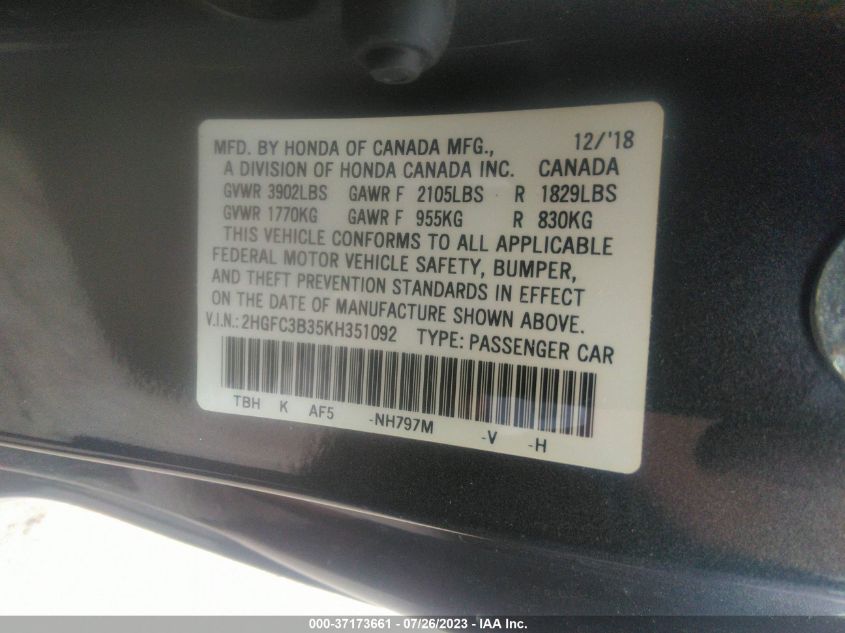 MFD. BY HONDA OF CANADA MFG., 12/'18
A DIVISION OF HONDA CANADA INC. CANADA
GVWR 3902LBS GAWR F 2105LBS R 1829LBS
GVWR 1770KG GAWR F 955KG R 830KG
THIS VEHICLE CONFORMS TO ALL APPLICABLE
FEDERAL MOTOR VEHICLE SAFETY, BUMPER,
AND THEFT PREVENTION STANDARDS IN EFFECT
ON THE DATE OF MANUFACTURE SHOWN ABOVE.
V.I.N.: 2HGFC3B35KH351092 TYPE: PASSENGER CAR
TBH K AF5 -NH797M -V -H
000-37173661 - 07/26/2023 - IAA Inc.